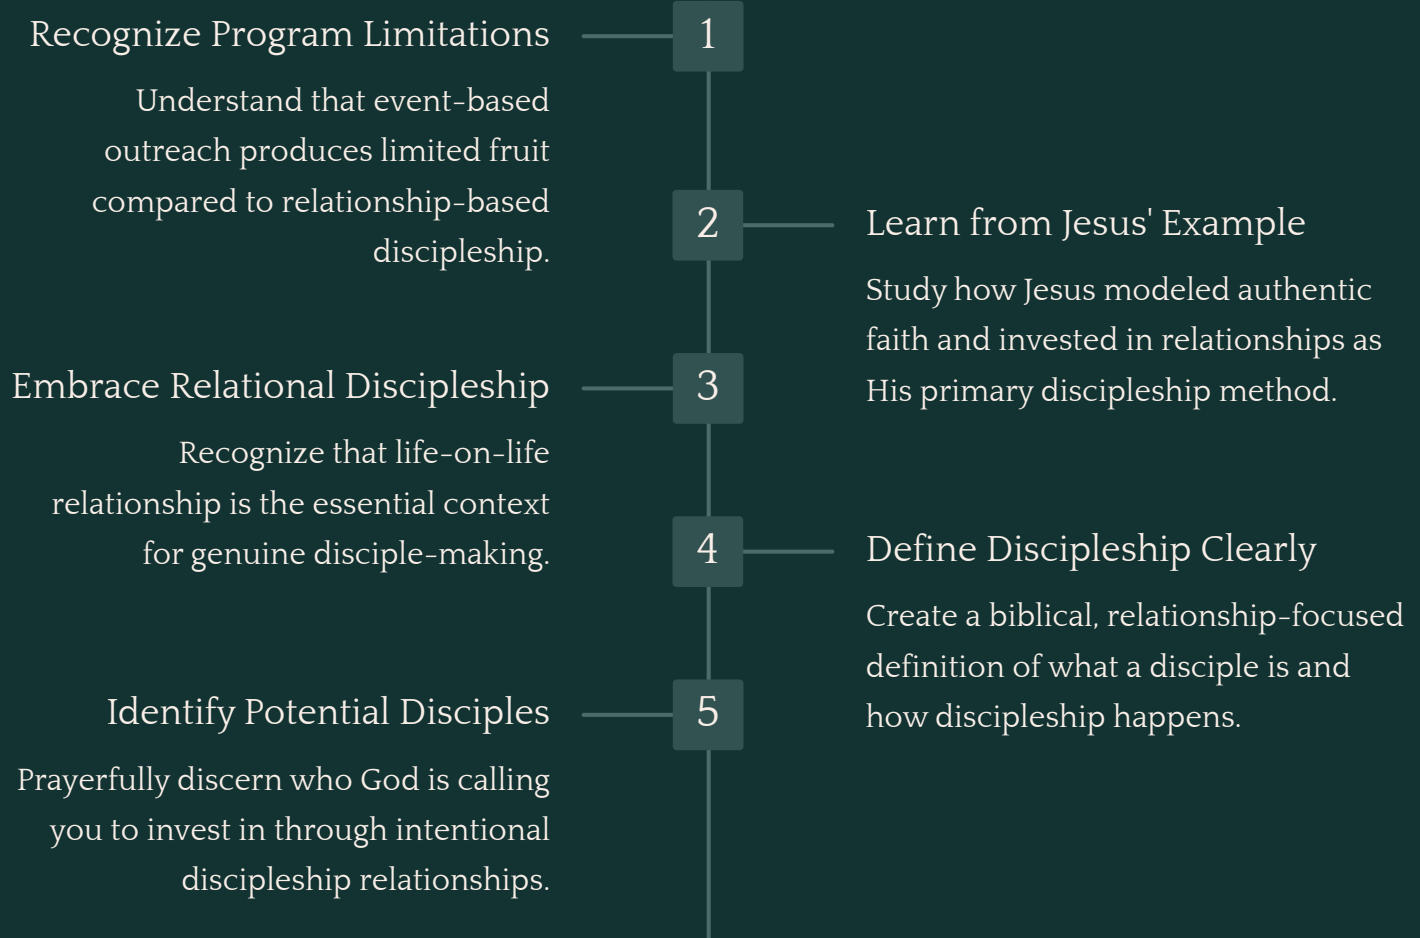 Recognize Program Limitations
1
Understand that event-based
outreach produces limited fruit
compared to relationship-based
discipleship.
2
Learn from Jesus' Example
Study how Jesus modeled authentic
faith and invested in relationships as
His primary discipleship method.
Embrace Relational Discipleship
3
Recognize that life-on-life
relationship is the essential context
for genuine disciple-making.
4
Define Discipleship Clearly
Create a biblical, relationship-focused
definition of what a disciple is and
how discipleship happens.
Identify Potential Disciples
5
Prayerfully discern who God is calling
you to invest in through intentional
discipleship relationships.